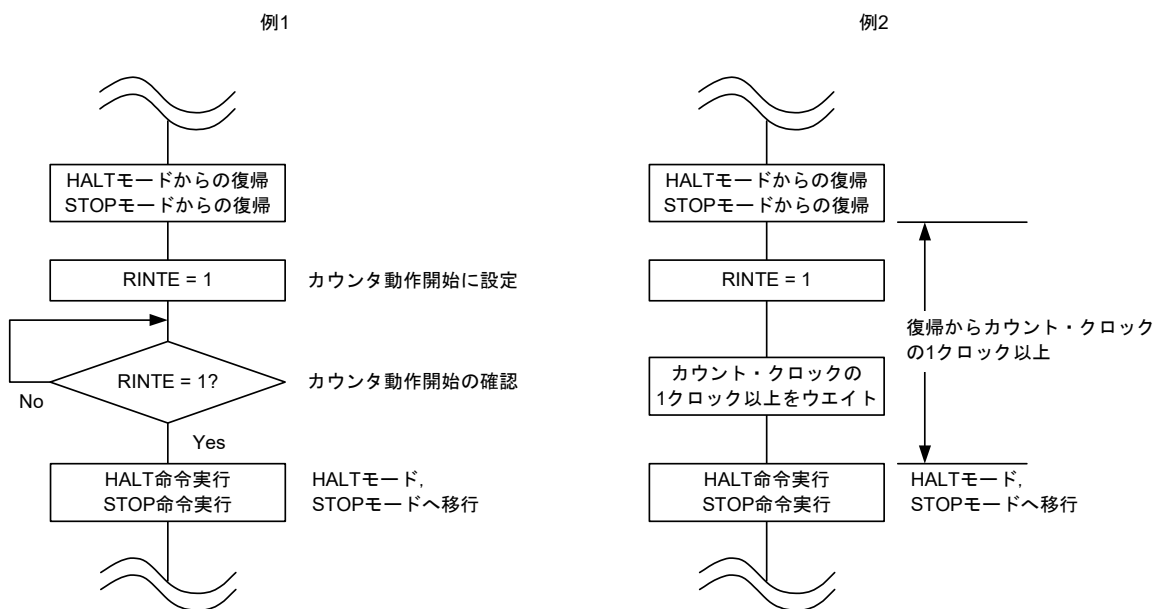 例1
HALTモードからの復帰
STOPモードからの復帰
RINTE = 1
カウンタ動作開始に設定
RINTE = 1?
カウンタ動作開始の確認
No
Yes
HALT命令実行
STOP命令実行
HALTモード,
STOPモードへ移行
例2
HALTモードからの復帰
STOPモードからの復帰
RINTE = 1
復帰からカウント・クロック
の1クロック以上
カウント・クロックの
1クロック以上をウエイト
HALT命令実行
STOP命令実行
HALTモード,
STOPモードへ移行